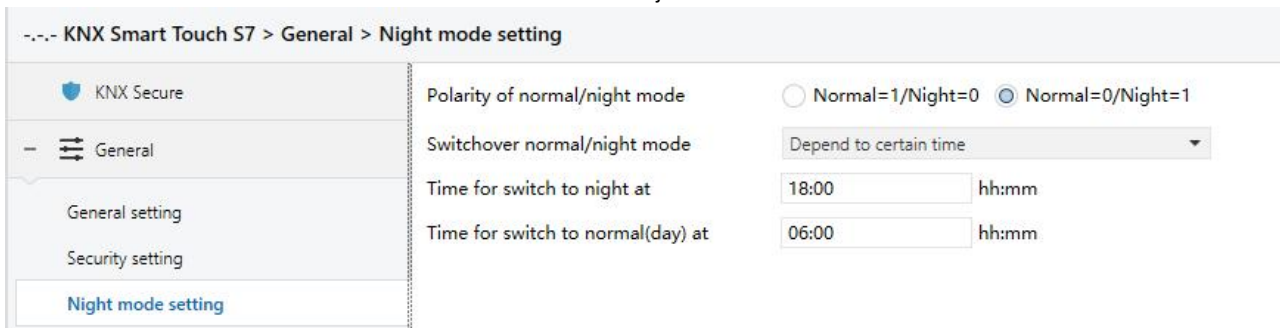 -.-.- KNX Smart Touch S7 > General > Night mode setting
KNX Secure
General
General setting
Security setting
Night mode setting
Polarity of normal/night mode Normal=1/Night=0 Normal=0/Night=1
Switchover normal/night mode Depend to certain time
Time for switch to night at 18:00 hh:mm
Time for switch to normal(day) at 06:00 hh:mm